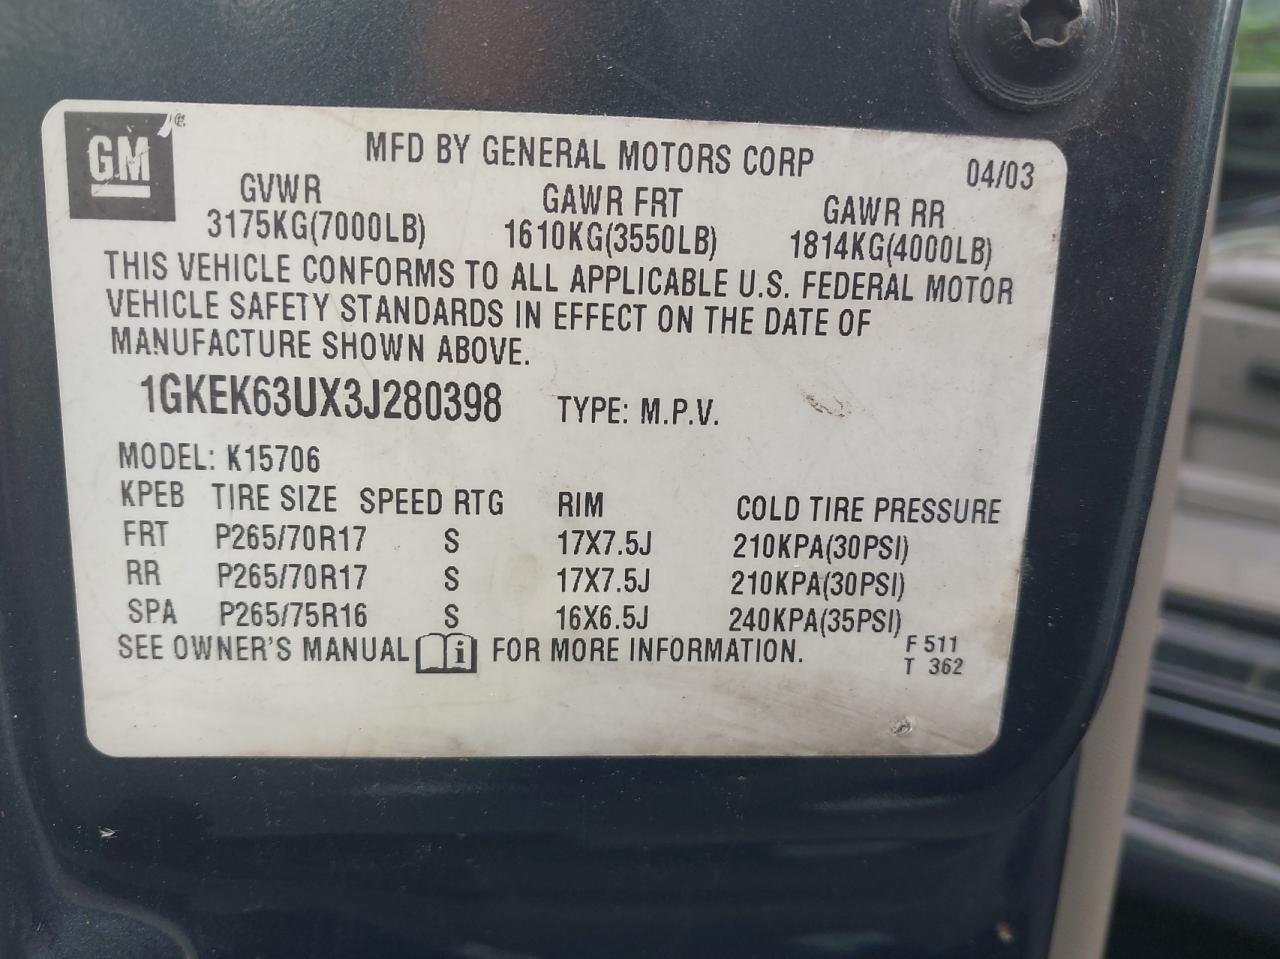 GM
MFD BY GENERAL MOTORS CORP 04/03
GVWR GAWR FRT GAWR RR
3175KG(7000LB) 1610KG(3550LB) 1814KG(4000LB)
THIS VEHICLE CONFORMS TO ALL APPLICABLE U.S. FEDERAL MOTOR
VEHICLE SAFETY STANDARDS IN EFFECT ON THE DATE OF
MANUFACTURE SHOWN ABOVE.
1GKEK63UX3J280398 TYPE: M.P.V.
MODEL: K15706
KPEB TIRE SIZE SPEED RTG RIM COLD TIRE PRESSURE
FRT P265/70R17 S 17X7.5J 210KPA(30PSI)
RR P265/70R17 S 17X7.5J 210KPA(30PSI)
SPA P265/75R16 S 16X6.5J 240KPA(35PSI)
SEE OWNER'S MANUAL i FOR MORE INFORMATION. F 511
T 362